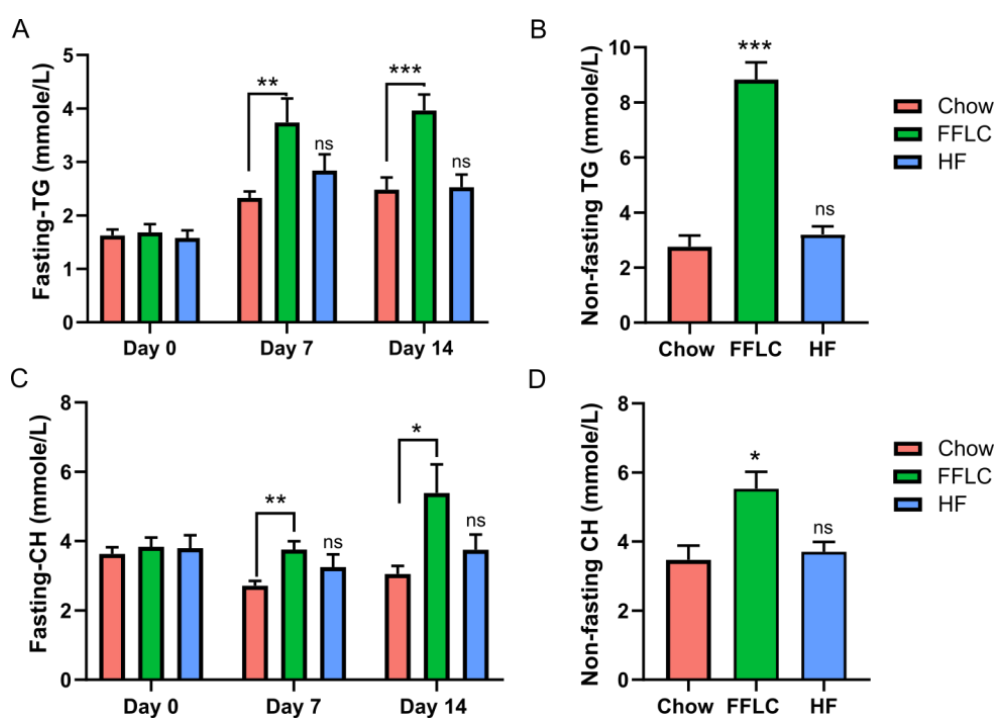 A
Fasting-TG (mmole/L)
5
4
3
2
1
0
**
ns
***
ns
Day 0 Day 7 Day 14
B
Non-fasting TG (mmole/L)
10
8
6
4
2
0
***
ns
Chow FFLC HF
Chow
FFLC
HF
C
Fasting-CH (mmole/L)
8
6
4
2
0
**
ns
*
ns
Day 0 Day 7 Day 14
D
Non-fasting CH (mmole/L)
8
6
4
2
0
*
ns
Chow FFLC HF
Chow
FFLC
HF